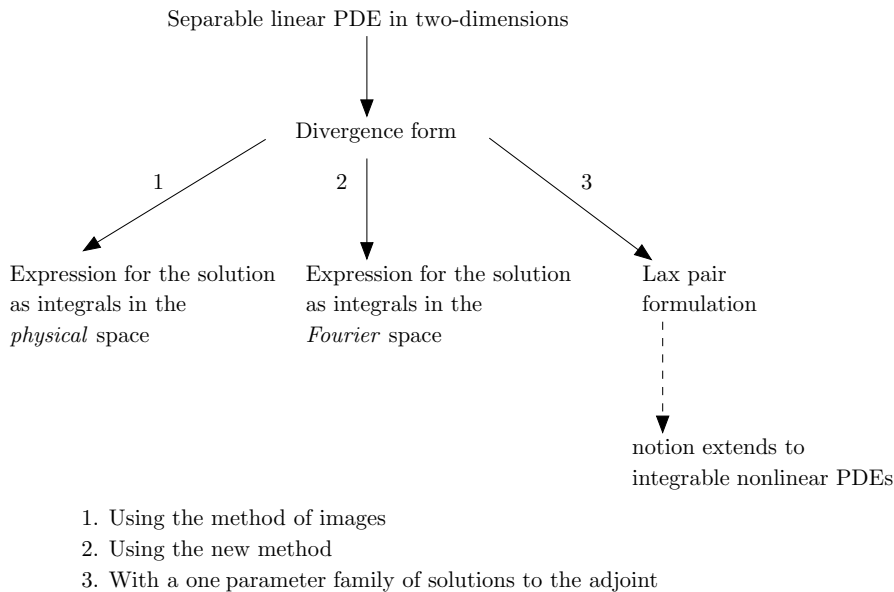 Separable linear PDE in two-dimensions
Divergence form
1
2
3
Expression for the solution
as integrals in the
physical space
Expression for the solution
as integrals in the
Fourier space
Lax pair
formulation
notion extends to
integrable nonlinear PDEs
1. Using the method of images
2. Using the new method
3. With a one parameter family of solutions to the adjoint